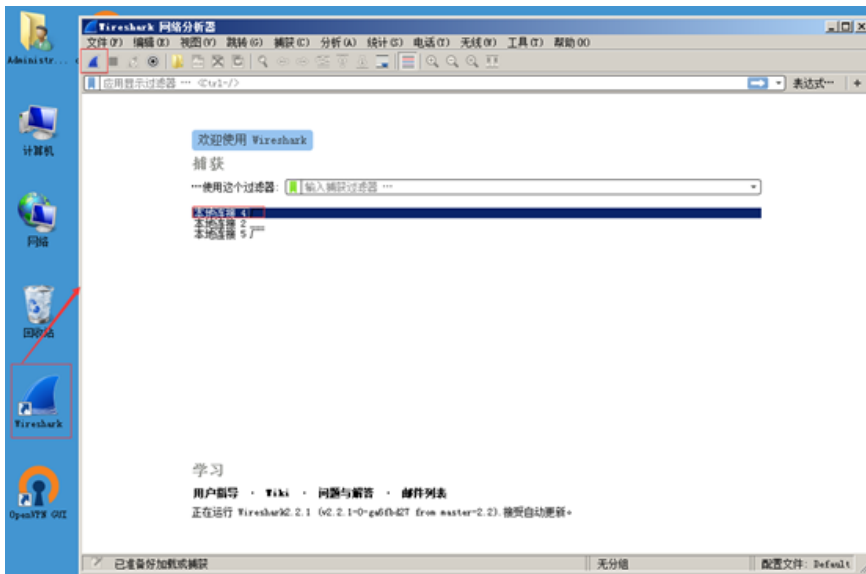 Wireshark 网络分析器
文件(F) 编辑(E) 视图(V) 跳转(G) 捕获(C) 分析(A) 统计(S) 电话(T) 无线(W) 工具(T) 帮助(H)
应用显示过滤器 … <Ctrl-/>
表达式… +
欢迎使用 Wireshark
捕获
…使用这个过滤器: 输入捕获过滤器 …
本地连接 4
本地连接 2
本地连接 5
学习
用户指导 · Wiki · 问题与解答 · 邮件列表
正在运行 Wireshark2.2.1 (v2.2.1-0-ga6fbd27 from master-2.2). 接受自动更新。
已准备好加载或捕获 无分组 配置文件: Default
Administr...
计算机
网络
回收站
Wireshark
OpenVPN GUI